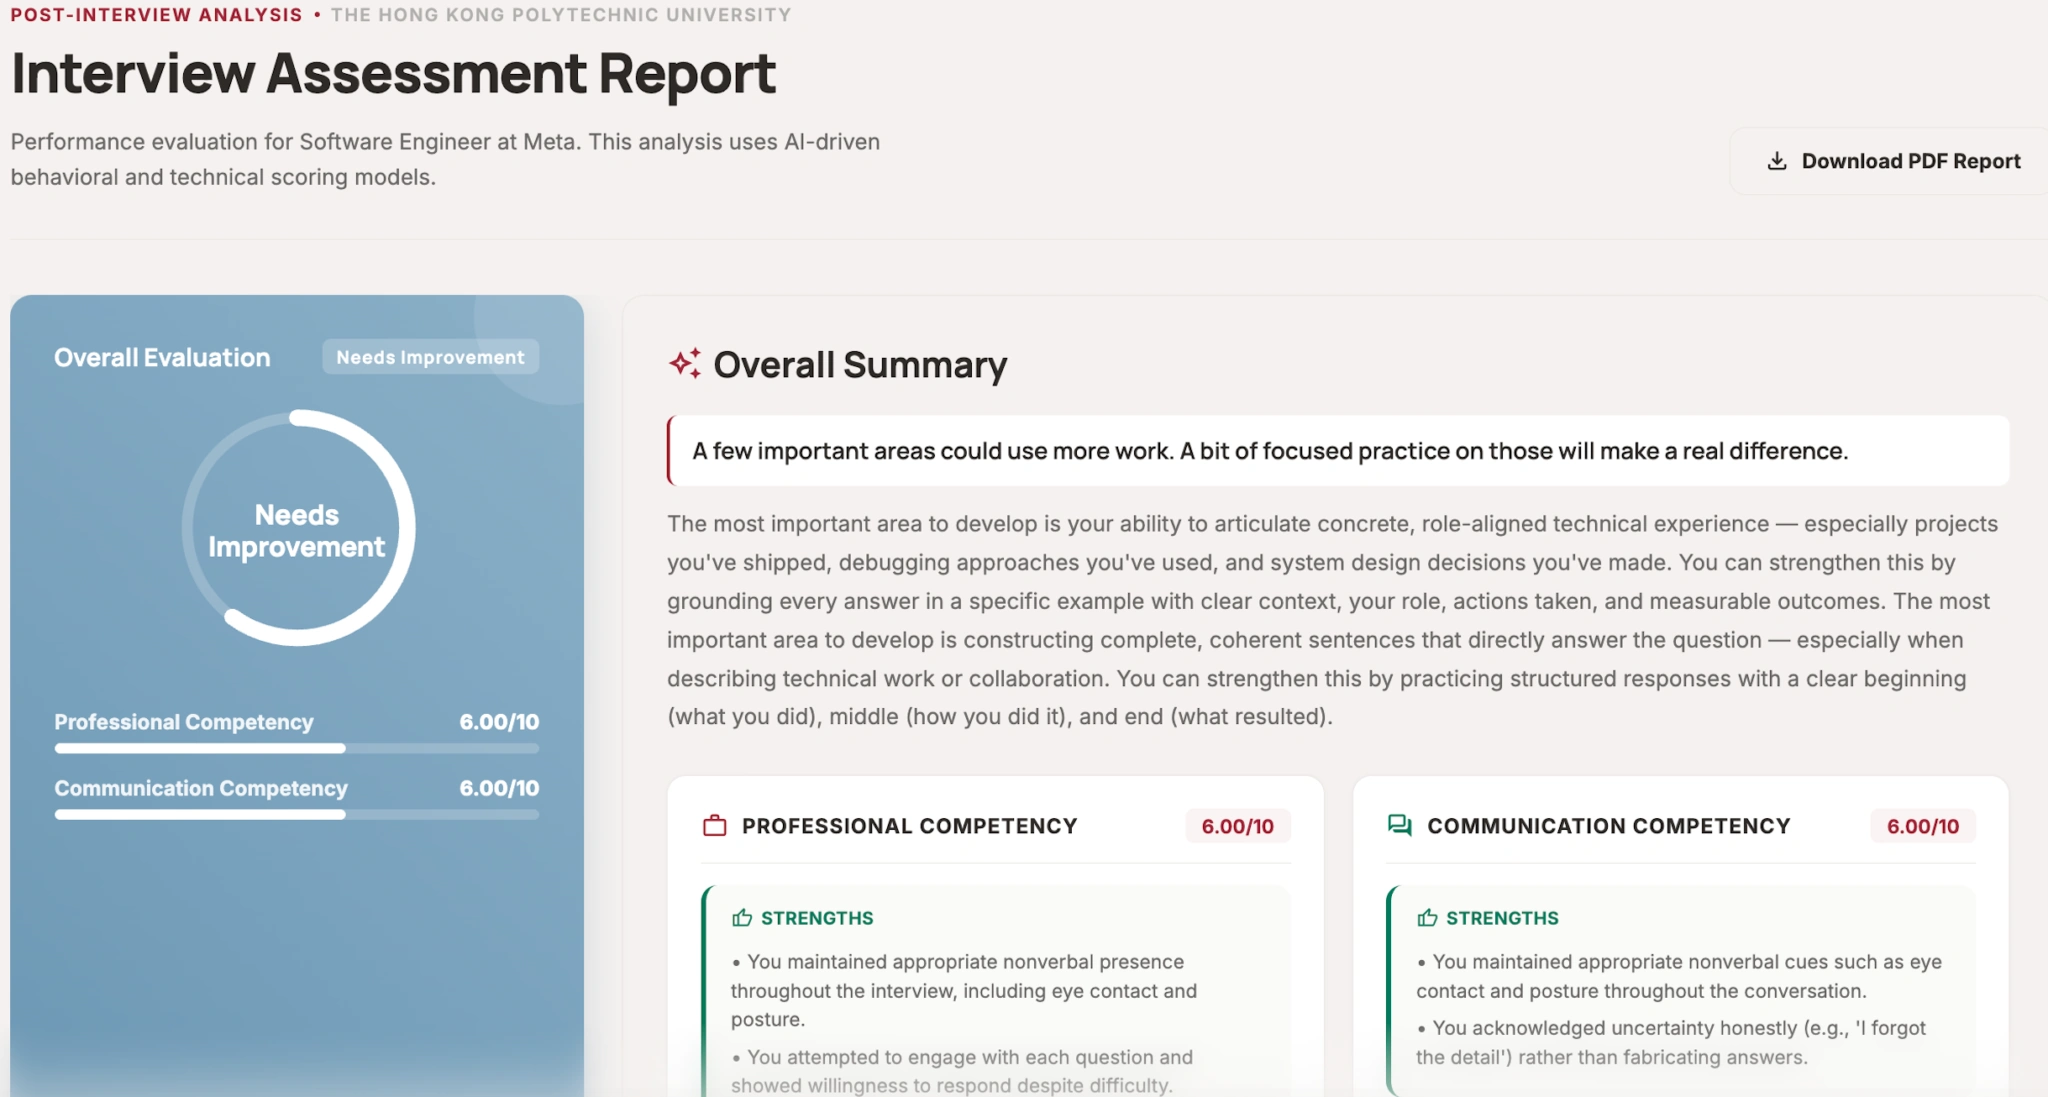 POST-INTERVIEW ANALYSIS • THE HONG KONG POLYTECHNIC UNIVERSITY
Interview Assessment Report
Performance evaluation for Software Engineer at Meta. This analysis uses AI-driven
behavioral and technical scoring models.
Download PDF Report
Overall Evaluation
Needs Improvement
Needs
Improvement
Professional Competency 6.00/10
Communication Competency 6.00/10
Overall Summary
A few important areas could use more work. A bit of focused practice on those will make a real difference.
The most important area to develop is your ability to articulate concrete, role-aligned technical experience — especially projects
you've shipped, debugging approaches you've used, and system design decisions you've made. You can strengthen this by
grounding every answer in a specific example with clear context, your role, actions taken, and measurable outcomes. The most
important area to develop is constructing complete, coherent sentences that directly answer the question — especially when
describing technical work or collaboration. You can strengthen this by practicing structured responses with a clear beginning
(what you did), middle (how you did it), and end (what resulted).
PROFESSIONAL COMPETENCY 6.00/10
STRENGTHS
• You maintained appropriate nonverbal presence
throughout the interview, including eye contact and
posture.
• You attempted to engage with each question and
showed willingness to respond despite difficulty.
COMMUNICATION COMPETENCY 6.00/10
STRENGTHS
• You maintained appropriate nonverbal cues such as eye
contact and posture throughout the conversation.
• You acknowledged uncertainty honestly (e.g., 'I forgot
the detail') rather than fabricating answers.